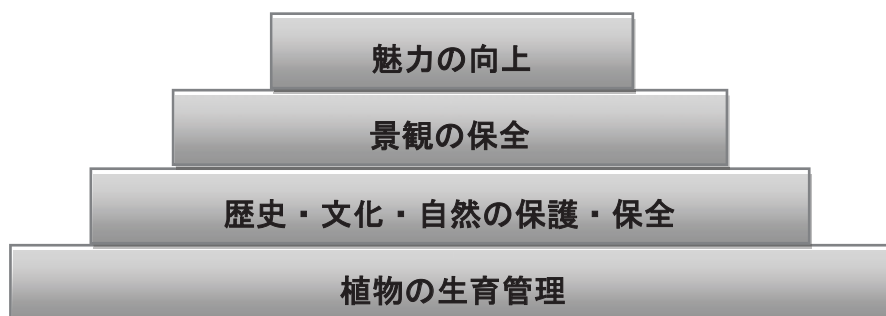 魅力の向上
景観の保全
歴史・文化・自然の保護・保全
植物の生育管理